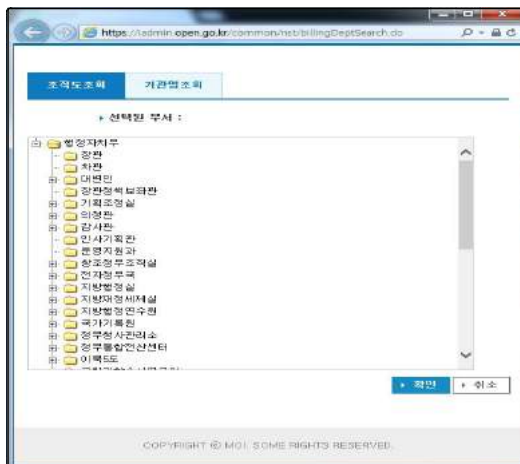 https://admin.open.go.kr/common/nst/billingDeptSearch.do
조직도조회 기관명조회
선택된 부서 :
행정자치부
장관
차관
대변인
장관정책보좌관
기획조정실
의정관
감사관
인사기획관
운영지원과
창조정부조직실
전자정부국
지방행정실
지방재정세제실
지방행정연수원
국가기록원
정부청사관리소
정부통합전산센터
이북5도
확인 취소
COPYRIGHT ⓒ MOI. SOME RIGHTS RESERVED.